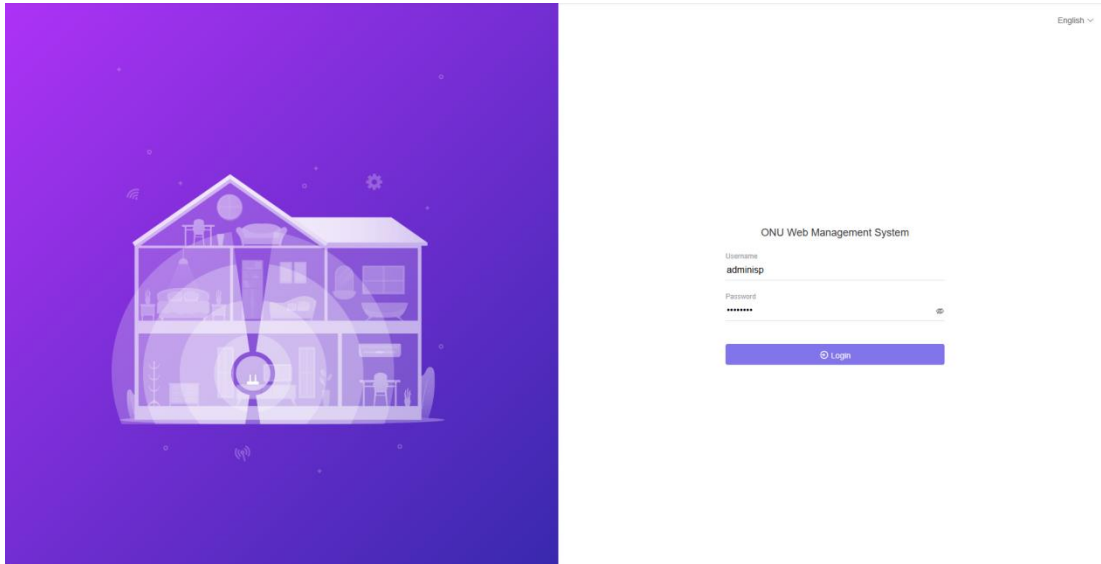 English
ONU Web Management System
Username
adminisp
Password
••••••••
Login